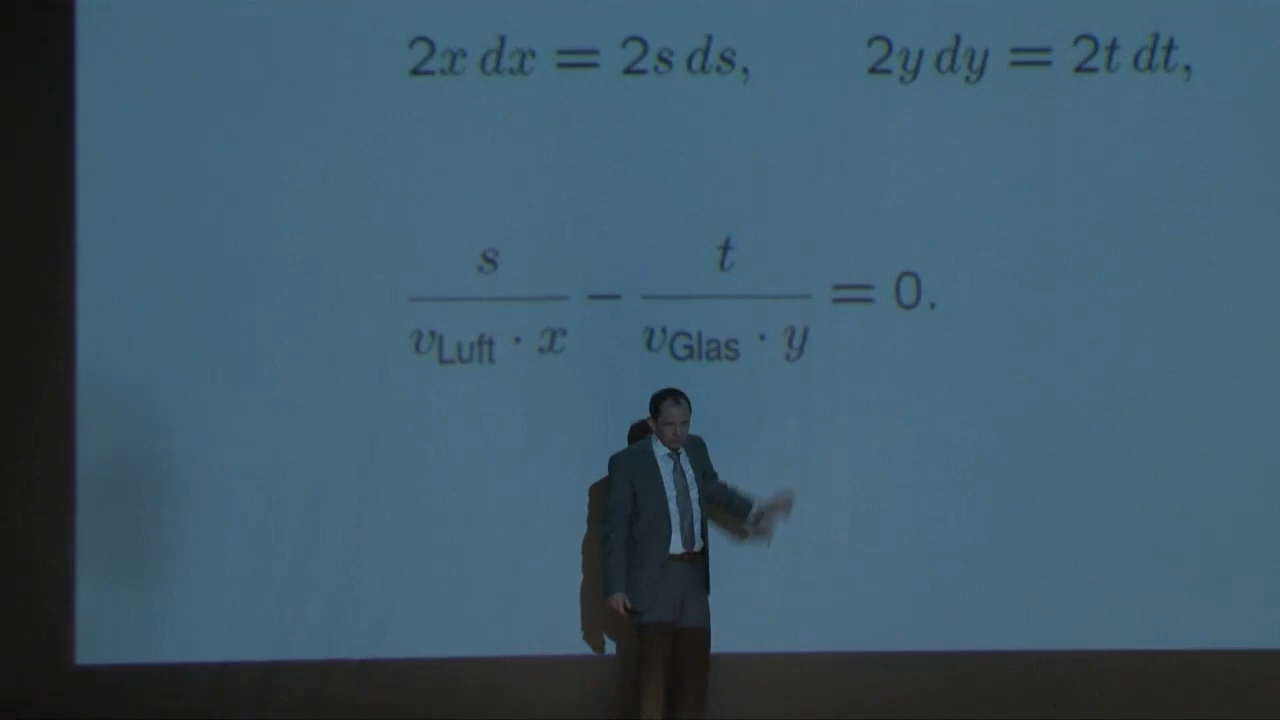 2x dx = 2s ds, 2y dy = 2t dt,
s t
――― − ――― = 0.
v_Luft · x v_Glas · y